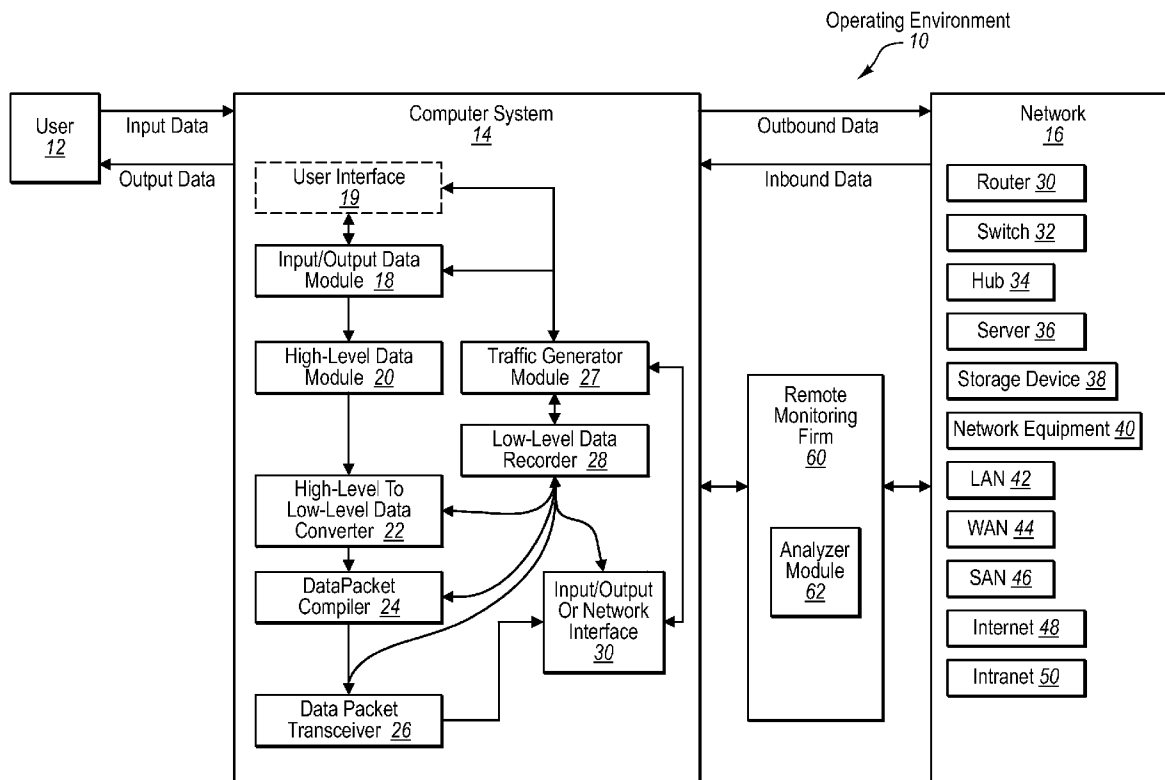 Operating Environment
10
User
12
Input Data
Output Data
Computer System
14
User Interface
19
Input/Output Data
Module 18
High-Level Data
Module 20
High-Level To
Low-Level Data
Converter 22
DataPacket
Compiler 24
Data Packet
Transceiver 26
Traffic Generator
Module 27
Low-Level Data
Recorder 28
Input/Output
Or Network
Interface
30
Outbound Data
Inbound Data
Remote
Monitoring
Firm
60
Analyzer
Module
62
Network
16
Router 30
Switch 32
Hub 34
Server 36
Storage Device 38
Network Equipment 40
LAN 42
WAN 44
SAN 46
Internet 48
Intranet 50